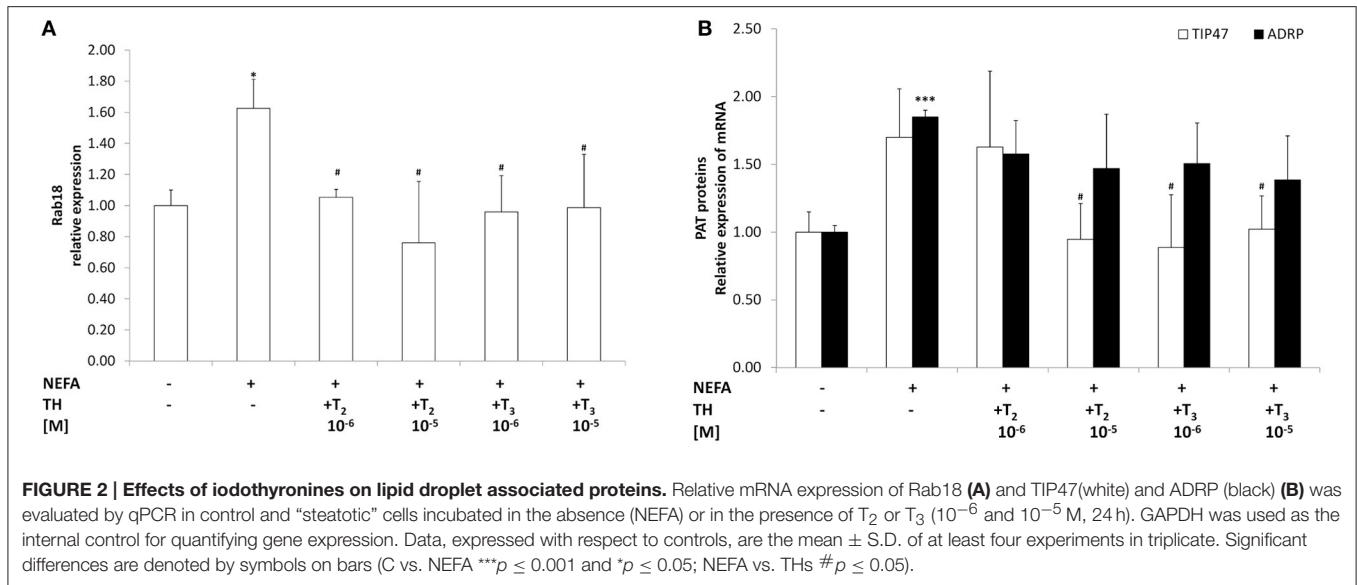 A
2.00
1.80
1.60
1.40
1.20
1.00
0.80
0.60
0.40
0.20
0.00
Rab18
relative expression
*
#
#
#
#
NEFA - + + + + +
TH - - +T₂ +T₂ +T₃ +T₃
[M] 10⁻⁶ 10⁻⁵ 10⁻⁶ 10⁻⁵
B
TIP47 ADRP
2.50
2.00
1.50
1.00
0.50
0.00
PAT proteins
Relative expression of mRNA
***
#
#
#
NEFA - + + + + +
TH - - +T₂ +T₂ +T₃ +T₃
[M] 10⁻⁶ 10⁻⁵ 10⁻⁶ 10⁻⁵
FIGURE 2 | Effects of iodothyronines on lipid droplet associated proteins. Relative mRNA expression of Rab18 (A) and TIP47(white) and ADRP (black) (B) was
evaluated by qPCR in control and “steatotic” cells incubated in the absence (NEFA) or in the presence of T₂ or T₃ (10⁻⁶ and 10⁻⁵ M, 24 h). GAPDH was used as the
internal control for quantifying gene expression. Data, expressed with respect to controls, are the mean ± S.D. of at least four experiments in triplicate. Significant
differences are denoted by symbols on bars (C vs. NEFA ***p ≤ 0.001 and *p ≤ 0.05; NEFA vs. THs #p ≤ 0.05).